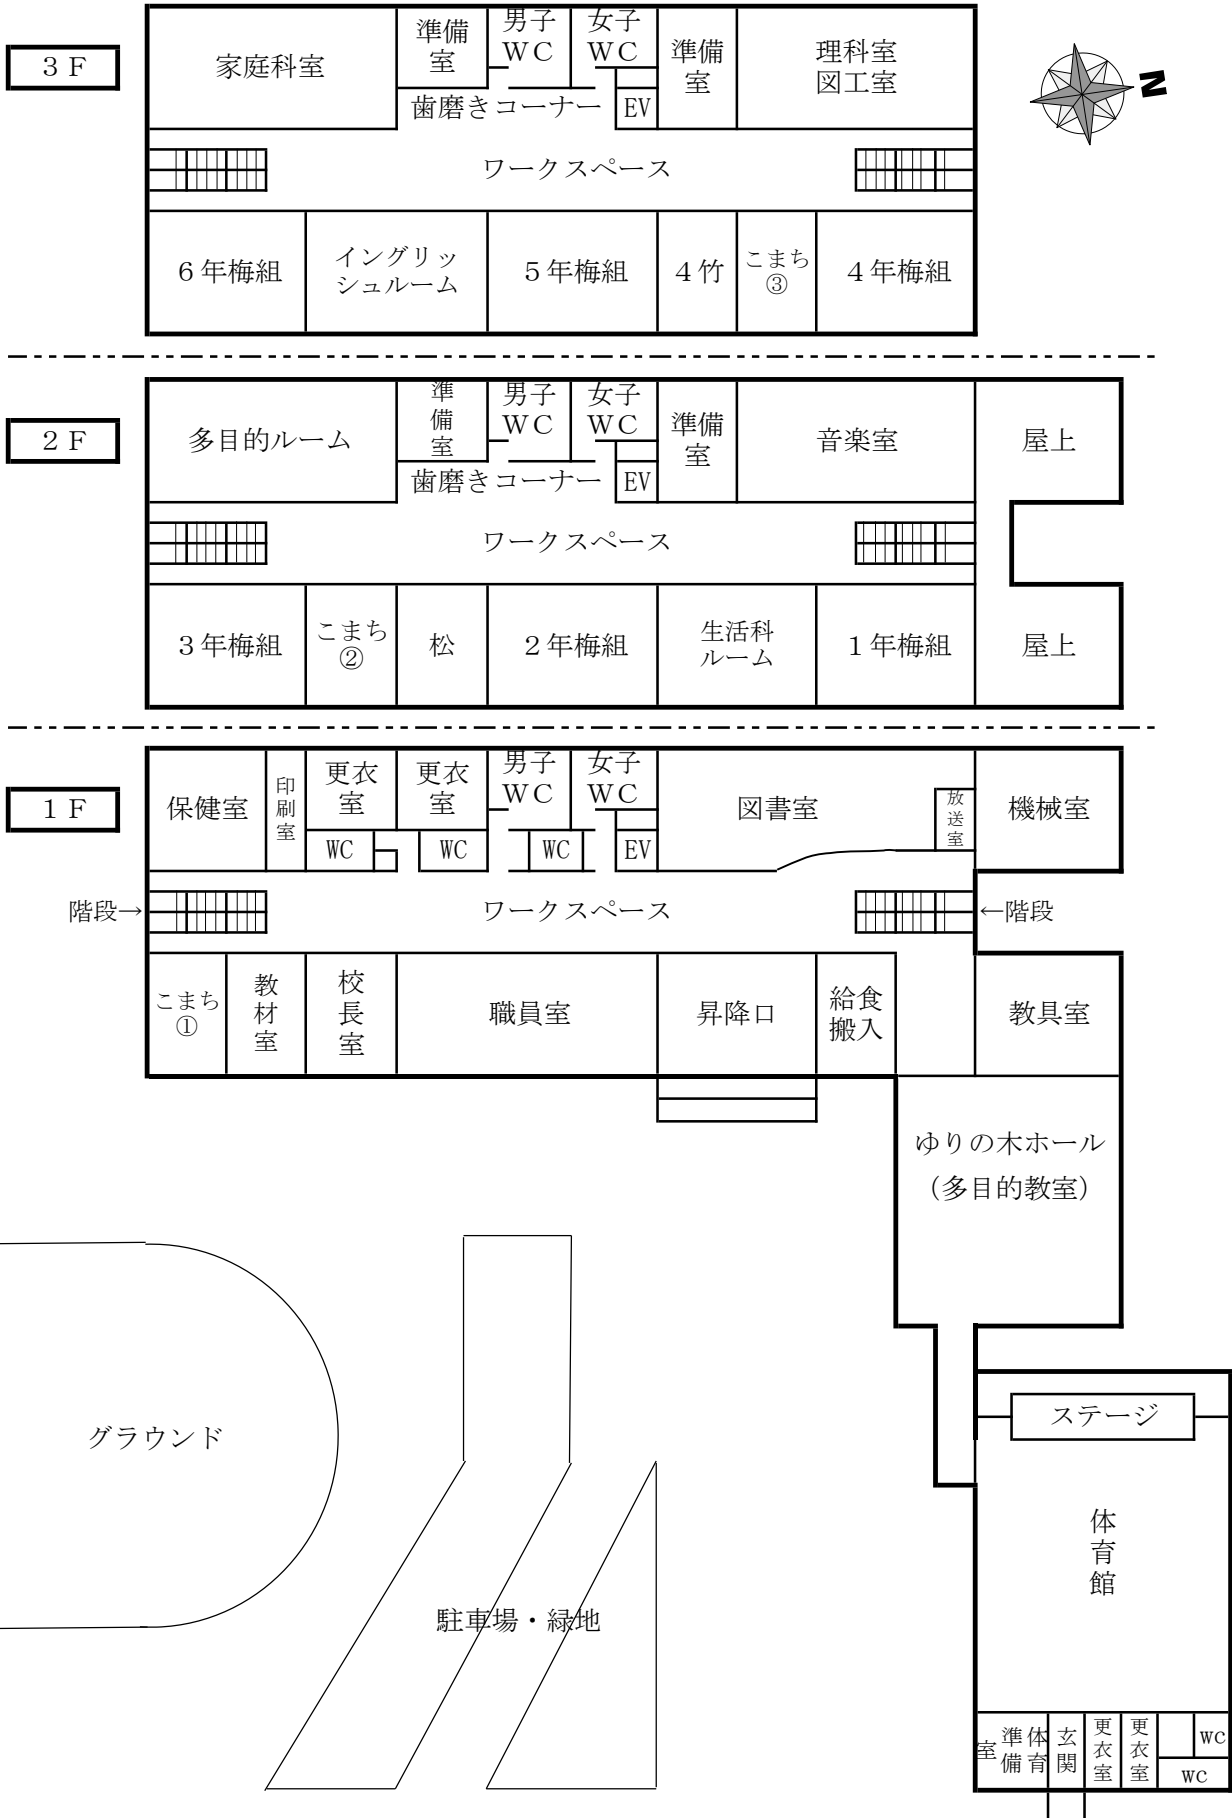 ３Ｆ
家庭科室
準備
室
男子
ＷＣ
女子
ＷＣ
準備
室
理科室
図工室
N
歯磨きコーナー
EV
ワークスペース
６年梅組
イングリッ
シュルーム
５年梅組
４竹
こまち
③
４年梅組
２Ｆ
多目的ルーム
準
備
室
男子
ＷＣ
女子
ＷＣ
準備
室
音楽室
屋上
歯磨きコーナー
EV
ワークスペース
３年梅組
こまち
②
松
２年梅組
生活科
ルーム
１年梅組
屋上
１Ｆ
保健室
印
刷
室
更衣
室
更衣
室
男子
ＷＣ
女子
ＷＣ
図書室
放
送
室
機械室
WC
WC
WC
EV
階段→
ワークスペース
←階段
こまち
①
教
材
室
校
長
室
職員室
昇降口
給食
搬入
教具室
ゆりの木ホール
（多目的教室）
グラウンド
ステージ
体
育
館
駐車場・緑地
体育
準備
室
玄
関
更
衣
室
更
衣
室
WC
WC